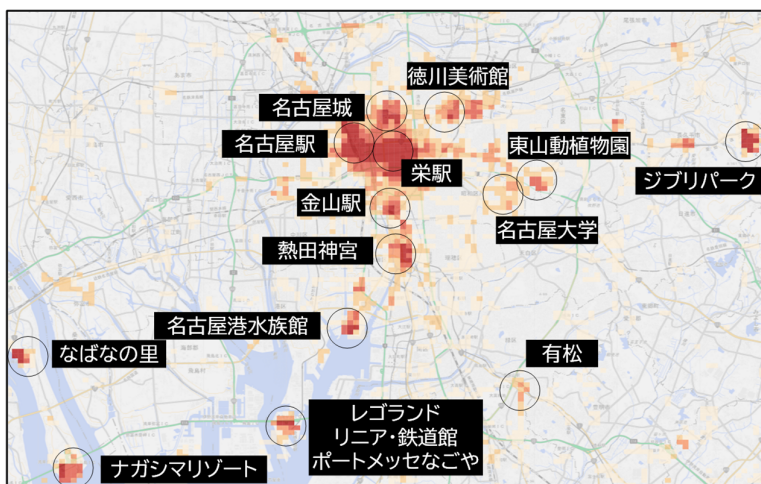 徳川美術館
名古屋城
名古屋駅
東山動植物園
栄駅
ジブリパーク
金山駅
名古屋大学
熱田神宮
名古屋港水族館
なばなの里
有松
レゴランド
リニア・鉄道館
ポートメッセなごや
ナガシマリゾート